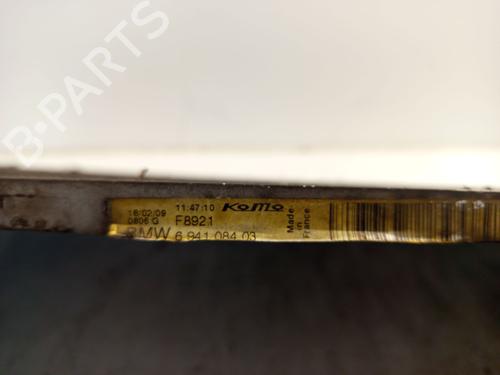 B-PARTS
16/02/09 11:47:10 KoMo
0806 G F8921
BMW 6 941 084 03
Made
in
France